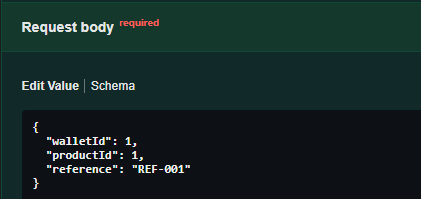 Request body required
Edit Value | Schema
{
  "walletId": 1,
  "productId": 1,
  "reference": "REF-001"
}